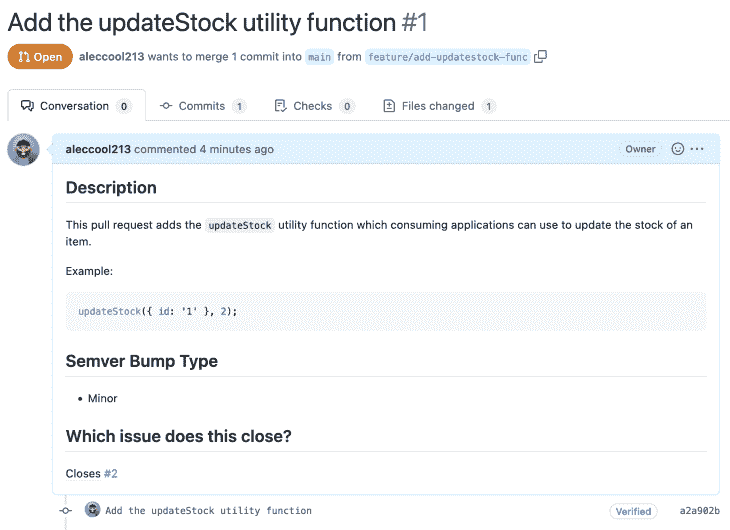 Add the updateStock utility function #1
Open aleccool213 wants to merge 1 commit into main from feature/add-updatestock-func
Conversation 0 Commits 1 Checks 0 Files changed 1
aleccool213 commented 4 minutes ago Owner
Description
This pull request adds the updateStock utility function which consuming applications can use to update the stock of an
item.
Example:
updateStock({ id: '1' }, 2);
Semver Bump Type
• Minor
Which issue does this close?
Closes #2
Add the updateStock utility function Verified a2a902b